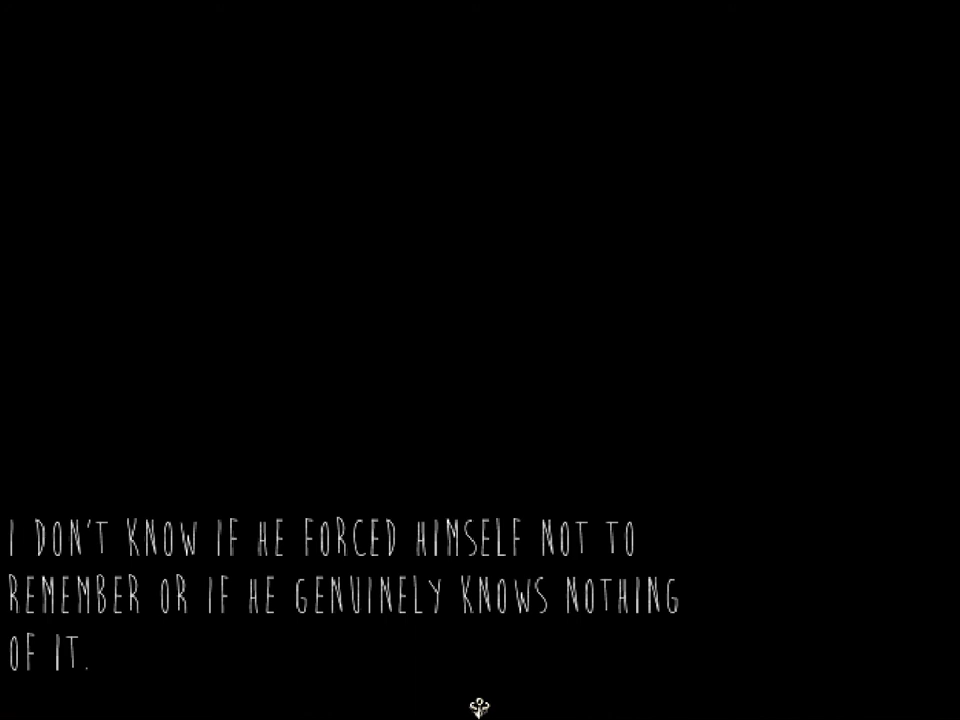 I DON'T KNOW IF HE FORCED HIMSELF NOT TO
REMEMBER OR IF HE GENUINELY KNOWS NOTHING
OF IT.